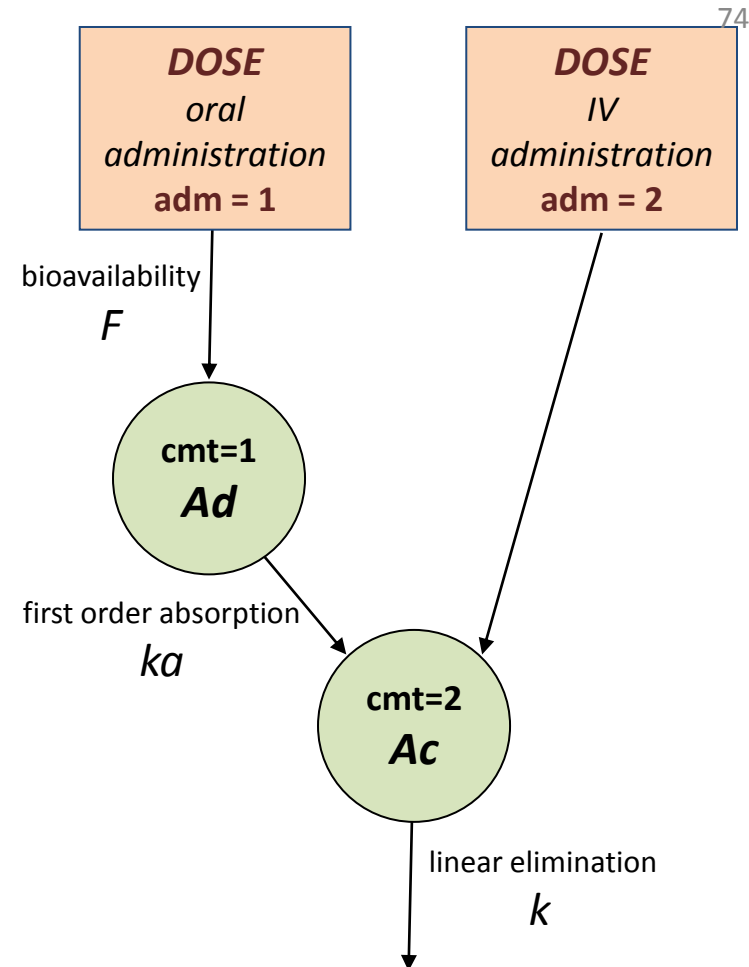 74
DOSE
oral
administration
adm = 1
DOSE
IV
administration
adm = 2
bioavailability
F
cmt=1
Ad
first order absorption
ka
cmt=2
Ac
linear elimination
k